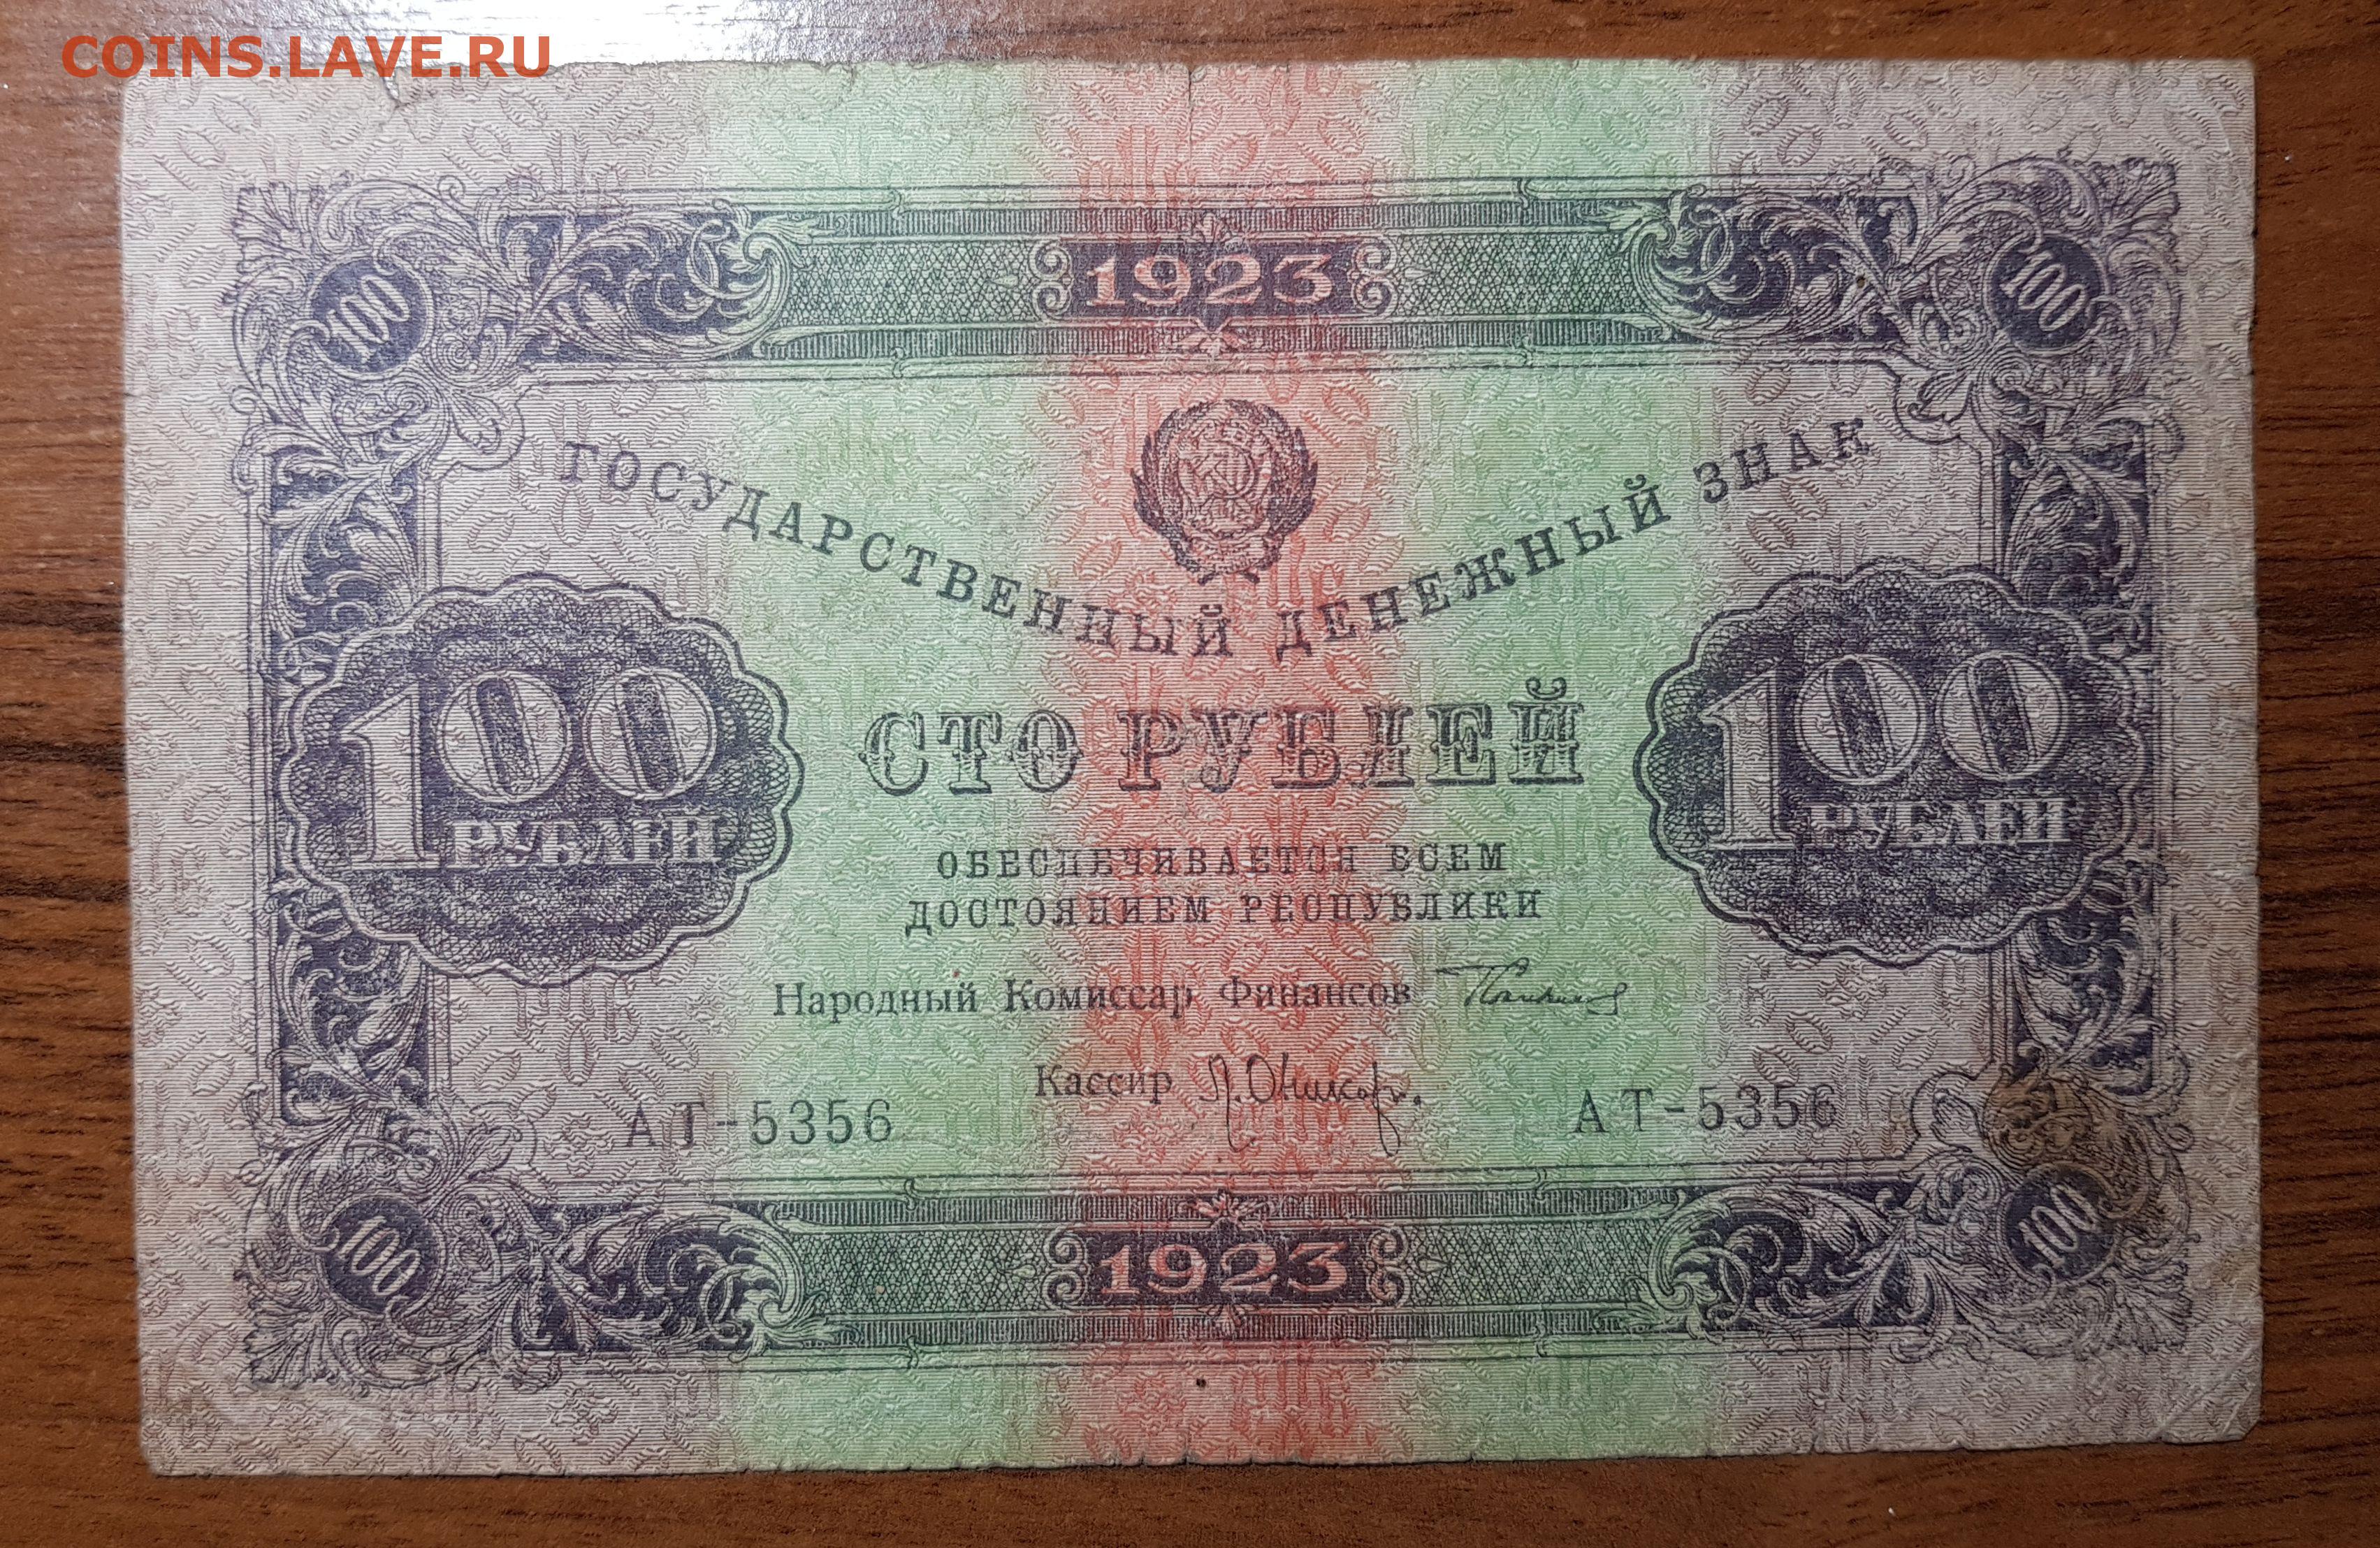 COINS.LAVE.RU
1923
100 100
ГОСУДАРСТВЕННЫЙ ДЕНЕЖНЫЙ ЗНАК
100 РУБЛЕЙ
СТО РУБЛЕЙ
100 РУБЛЕЙ
ОБЕСПЕЧИВАЕТСЯ ВСЕМ
ДОСТОЯНИЕМ РЕСПУБЛИКИ
Народный Комиссар Финансов
Кассир
АТ-5356 АТ-5356
100 100
1923